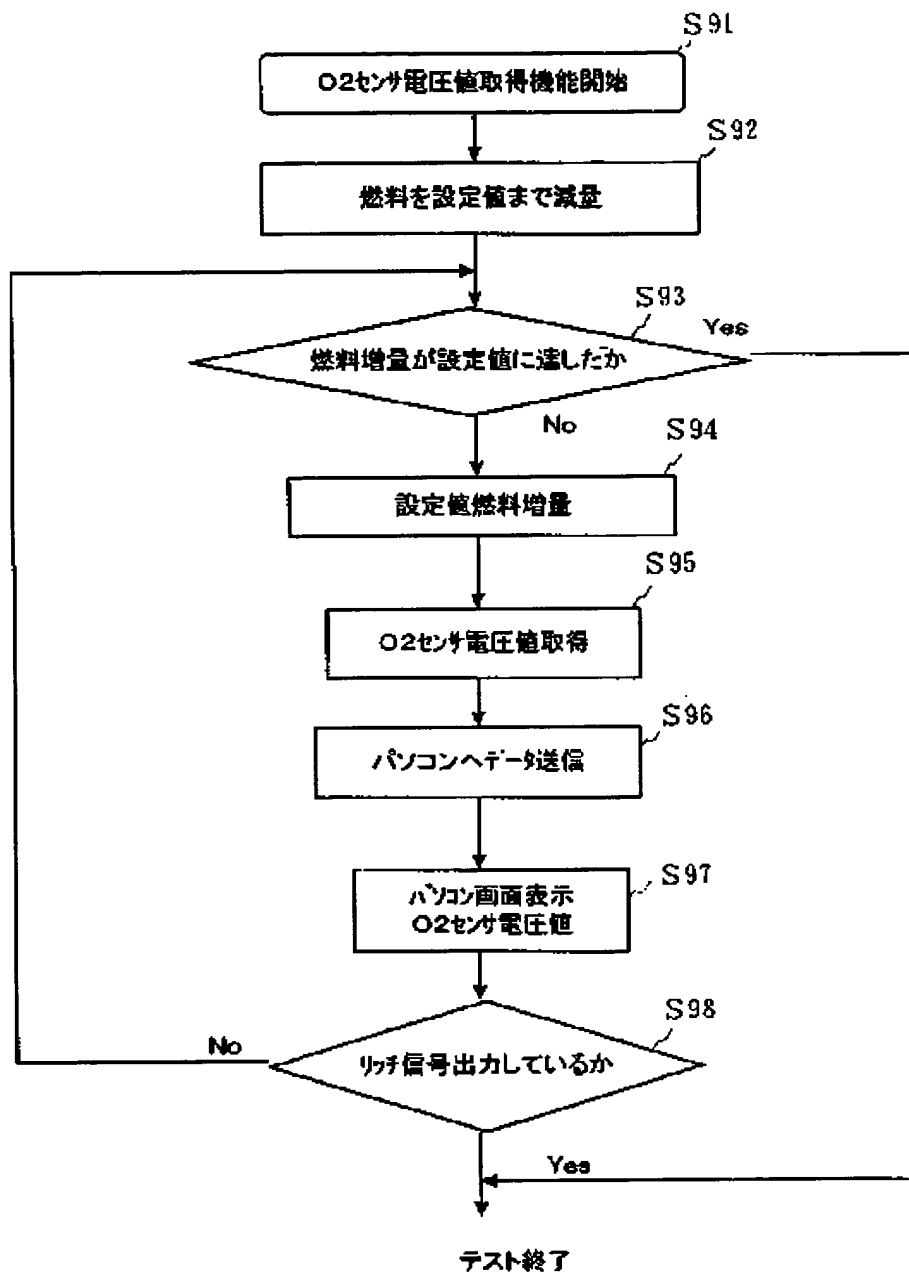 S91
O2センサ電圧値取得機能開始
S92
燃料を設定値まで減量
S93
Yes
燃料増量が設定値に達したか
No
S94
設定値燃料増量
S95
O2センサ電圧値取得
S96
パソコンへデータ送信
S97
パソコン画面表示
O2センサ電圧値
S98
No
リッチ信号出力しているか
Yes
テスト終了